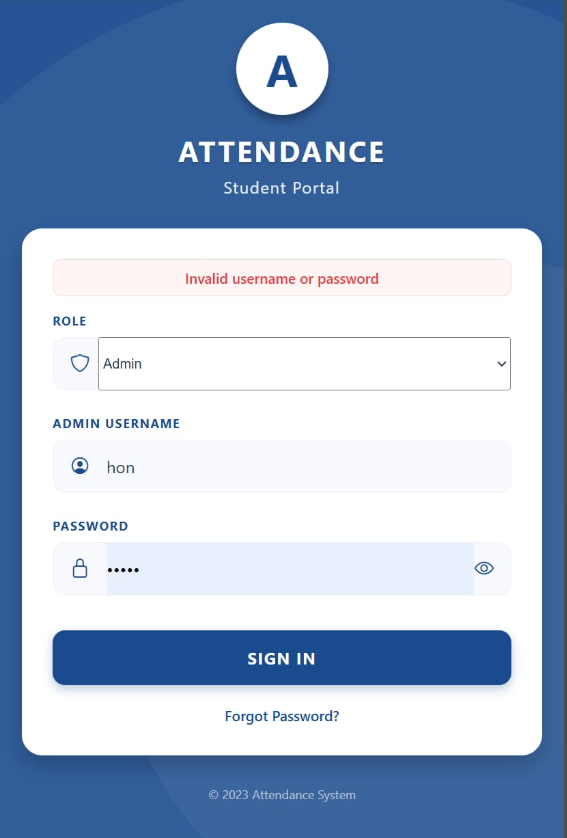 A
ATTENDANCE
Student Portal
Invalid username or password
ROLE
Admin
ADMIN USERNAME
hon
PASSWORD
•••••
SIGN IN
Forgot Password?
© 2023 Attendance System